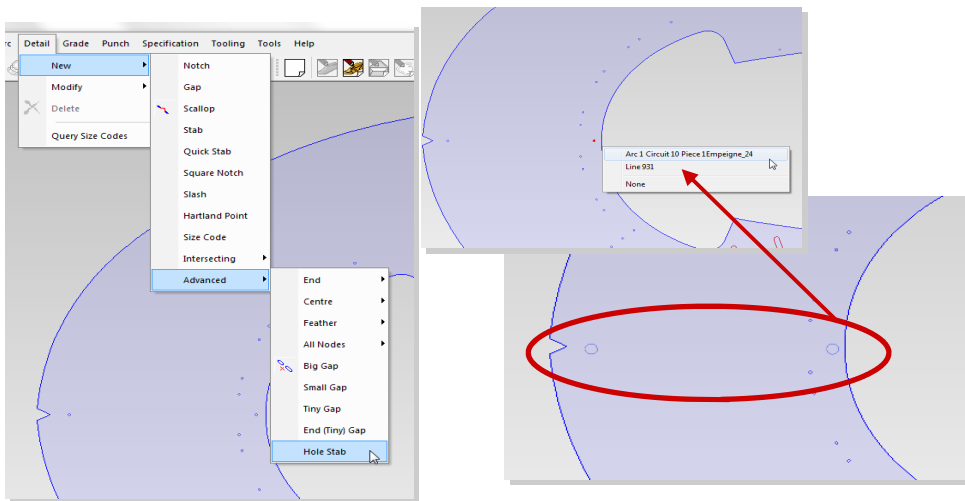 Detail Grade Punch Specification Tooling Tools Help
New
Modify
Delete
Query Size Codes
Notch
Gap
Scallop
Stab
Quick Stab
Square Notch
Slash
Hartland Point
Size Code
Intersecting
Advanced
End
Centre
Feather
All Nodes
Big Gap
Small Gap
Tiny Gap
End (Tiny) Gap
Hole Stab
Arc 1 Circuit 10 Piece 1Empeigne_24
Line 931
None